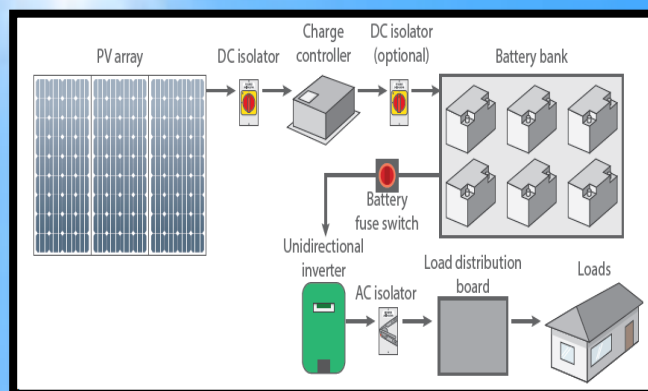 PV array
DC isolator
Charge
controller
DC isolator
(optional)
Battery bank
Battery
fuse switch
Unidirectional
inverter
AC isolator
Load distribution
board
Loads